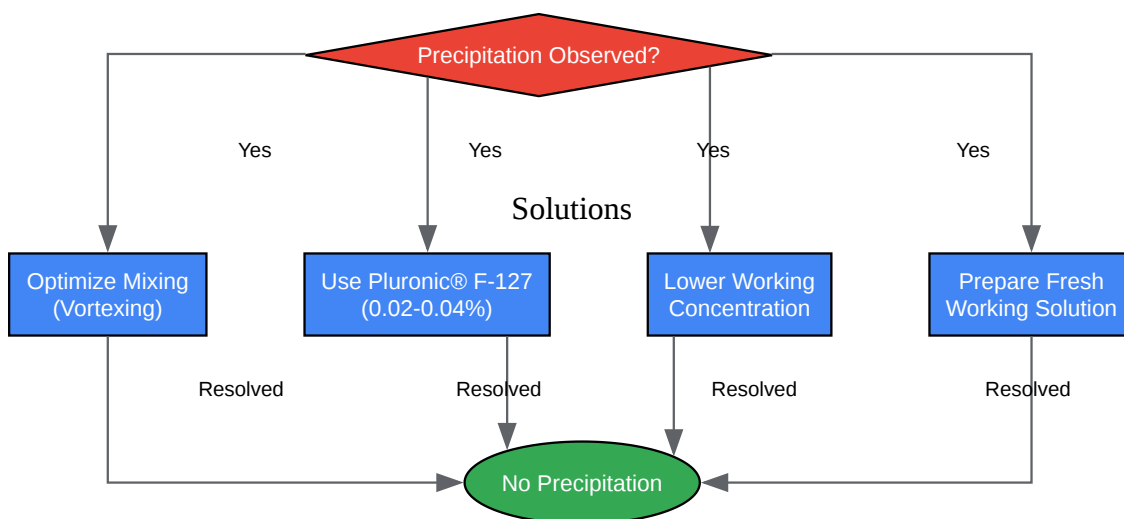 Precipitation Observed?
Yes
Yes
Yes
Yes
Solutions
Optimize Mixing
(Vortexing)
Use Pluronic® F-127
(0.02-0.04%)
Lower Working
Concentration
Prepare Fresh
Working Solution
Resolved
Resolved
Resolved
Resolved
No Precipitation